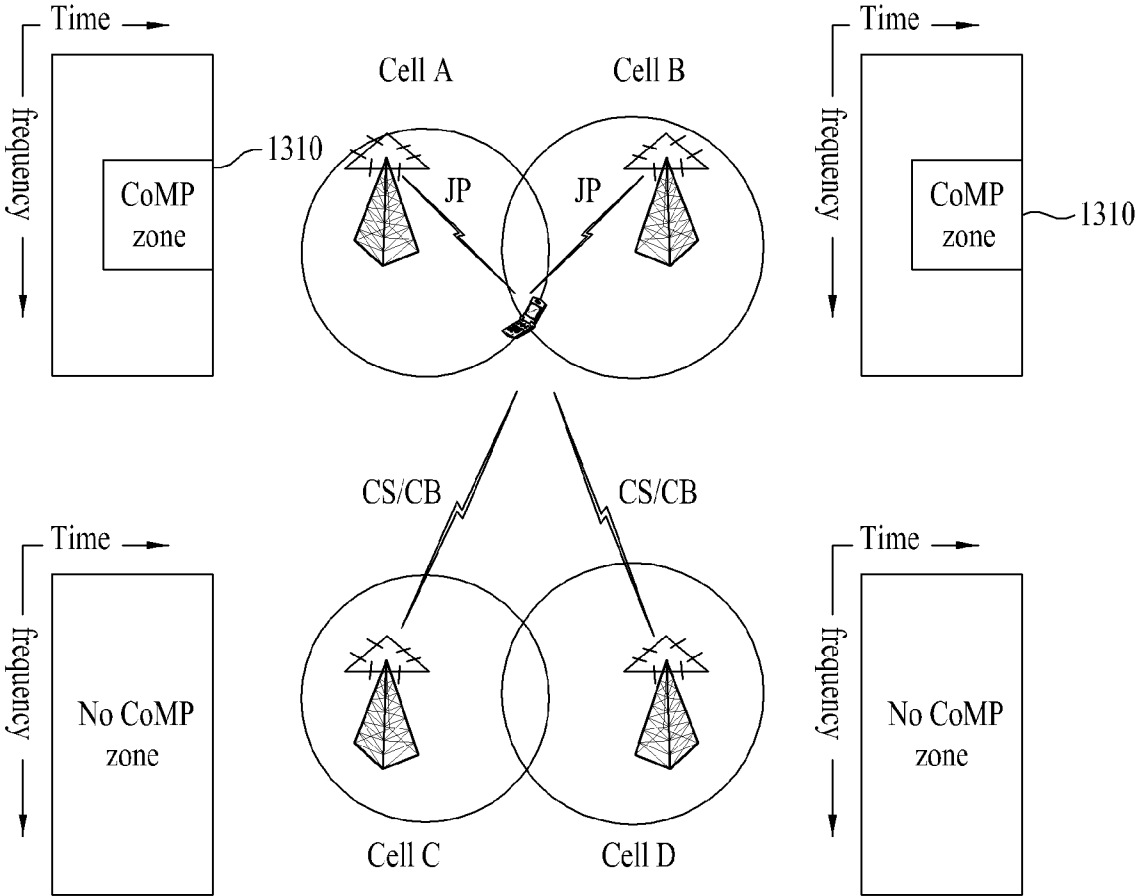 Time
Time
Cell A
Cell B
frequency
frequency
1310
CoMP
zone
JP
JP
CoMP
zone
1310
CS/CB
CS/CB
Time
Time
frequency
frequency
No CoMP
zone
No CoMP
zone
Cell C
Cell D